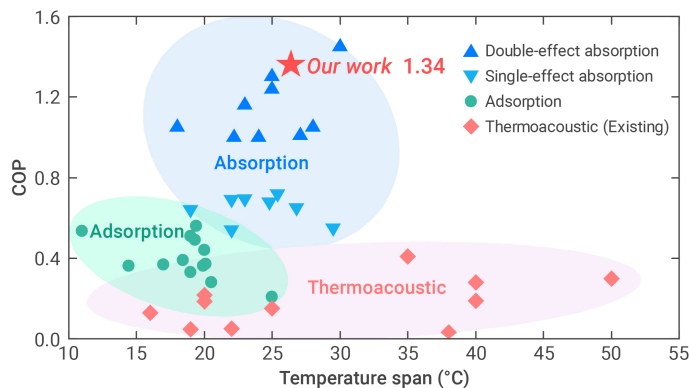 1.6
1.2
0.8
0.4
0.0
COP
10
15
20
25
30
35
40
45
50
55
Temperature span (°C)
Our work 1.34
Double-effect absorption
Single-effect absorption
Adsorption
Thermoacoustic (Existing)
Absorption
Adsorption
Thermoacoustic